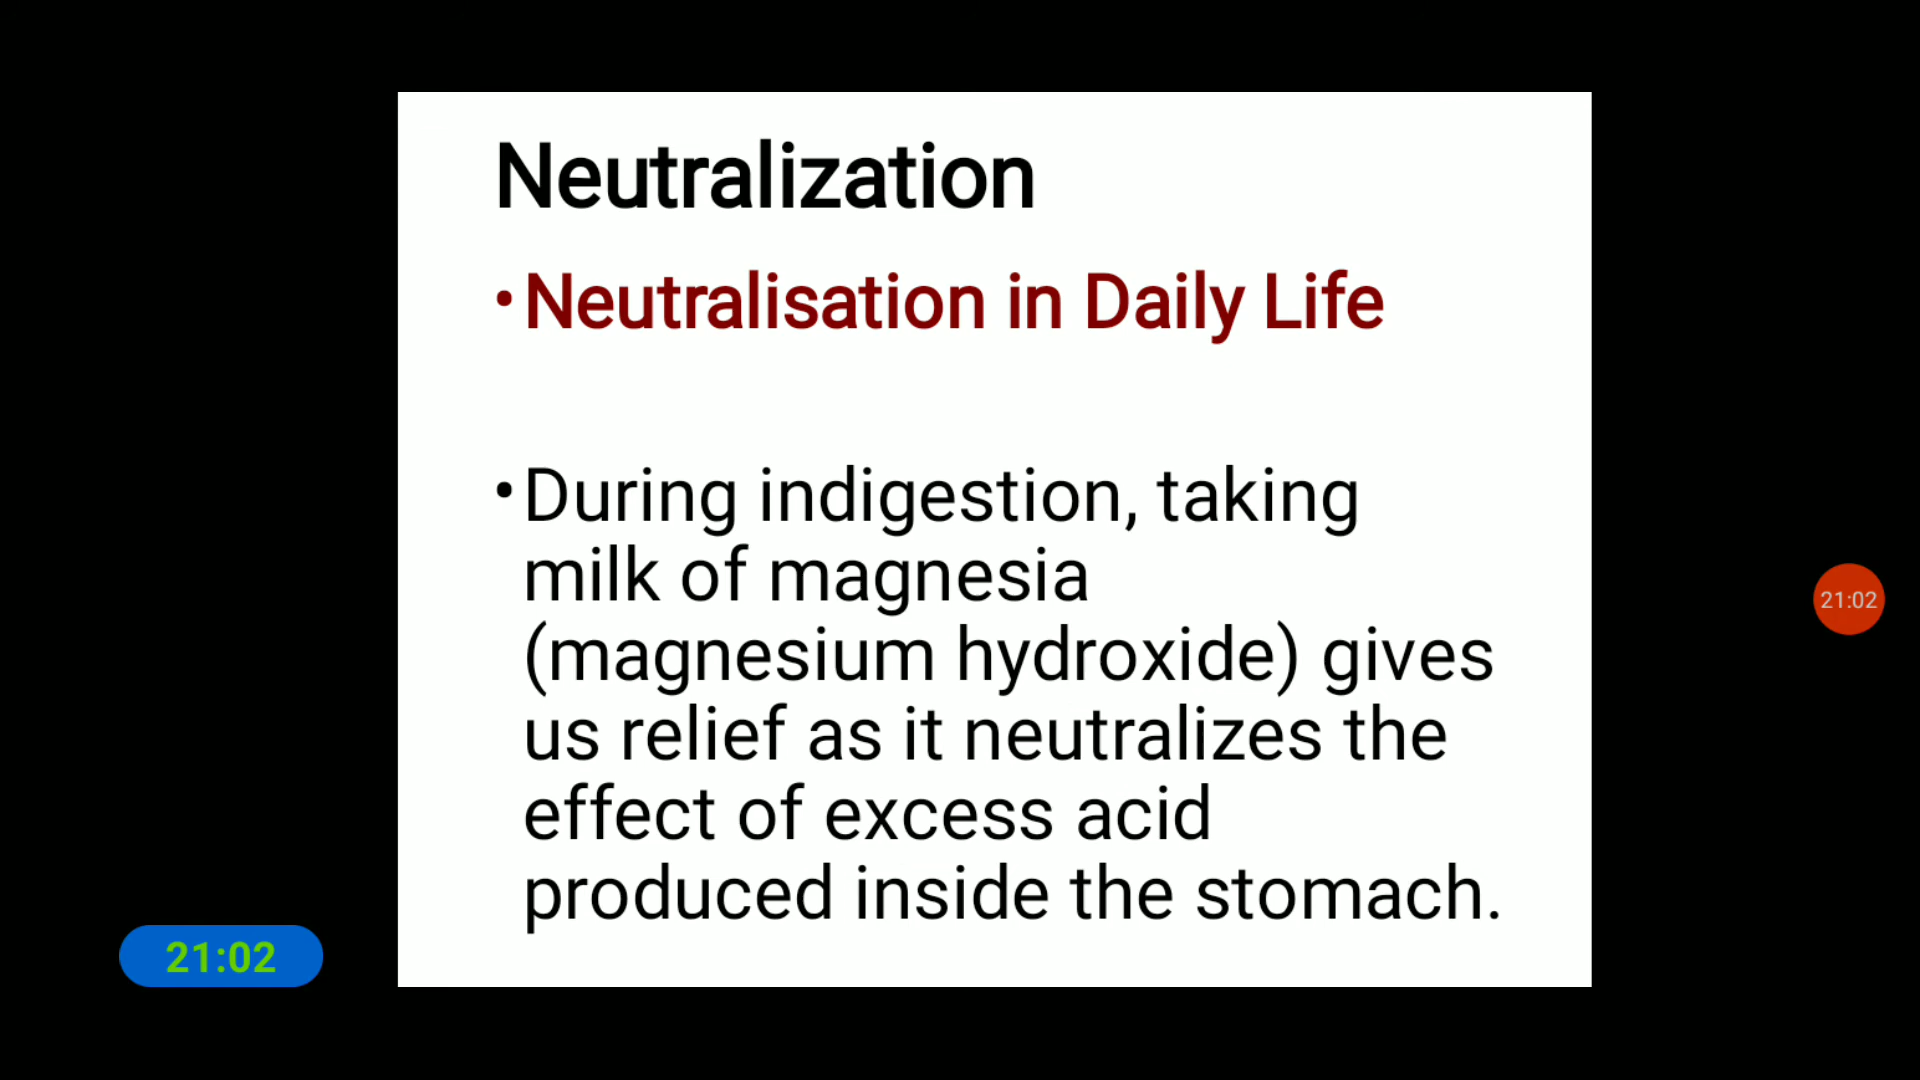 Neutralization
•Neutralisation in Daily Life
•During indigestion, taking
milk of magnesia
(magnesium hydroxide) gives
us relief as it neutralizes the
effect of excess acid
produced inside the stomach.
21:02
21:02